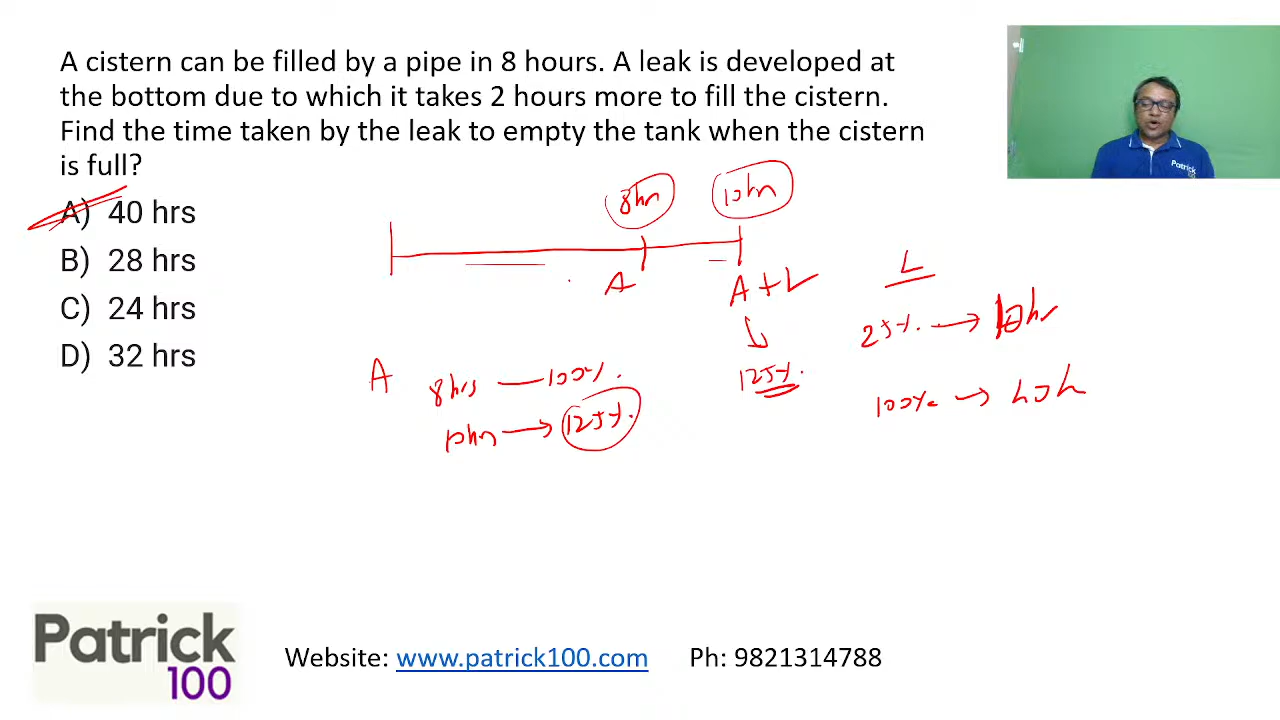 A cistern can be filled by a pipe in 8 hours. A leak is developed at
the bottom due to which it takes 2 hours more to fill the cistern.
Find the time taken by the leak to empty the tank when the cistern
is full?
A) 40 hrs
B) 28 hrs
C) 24 hrs
D) 32 hrs
8hr 10hr
A A+L
125%.
A
8hrs — 100%.
10hr → 125%.
L
25%. → 10hr
100% → 40h
Patrick
100
Patrick
100
Website: www.patrick100.com Ph: 9821314788